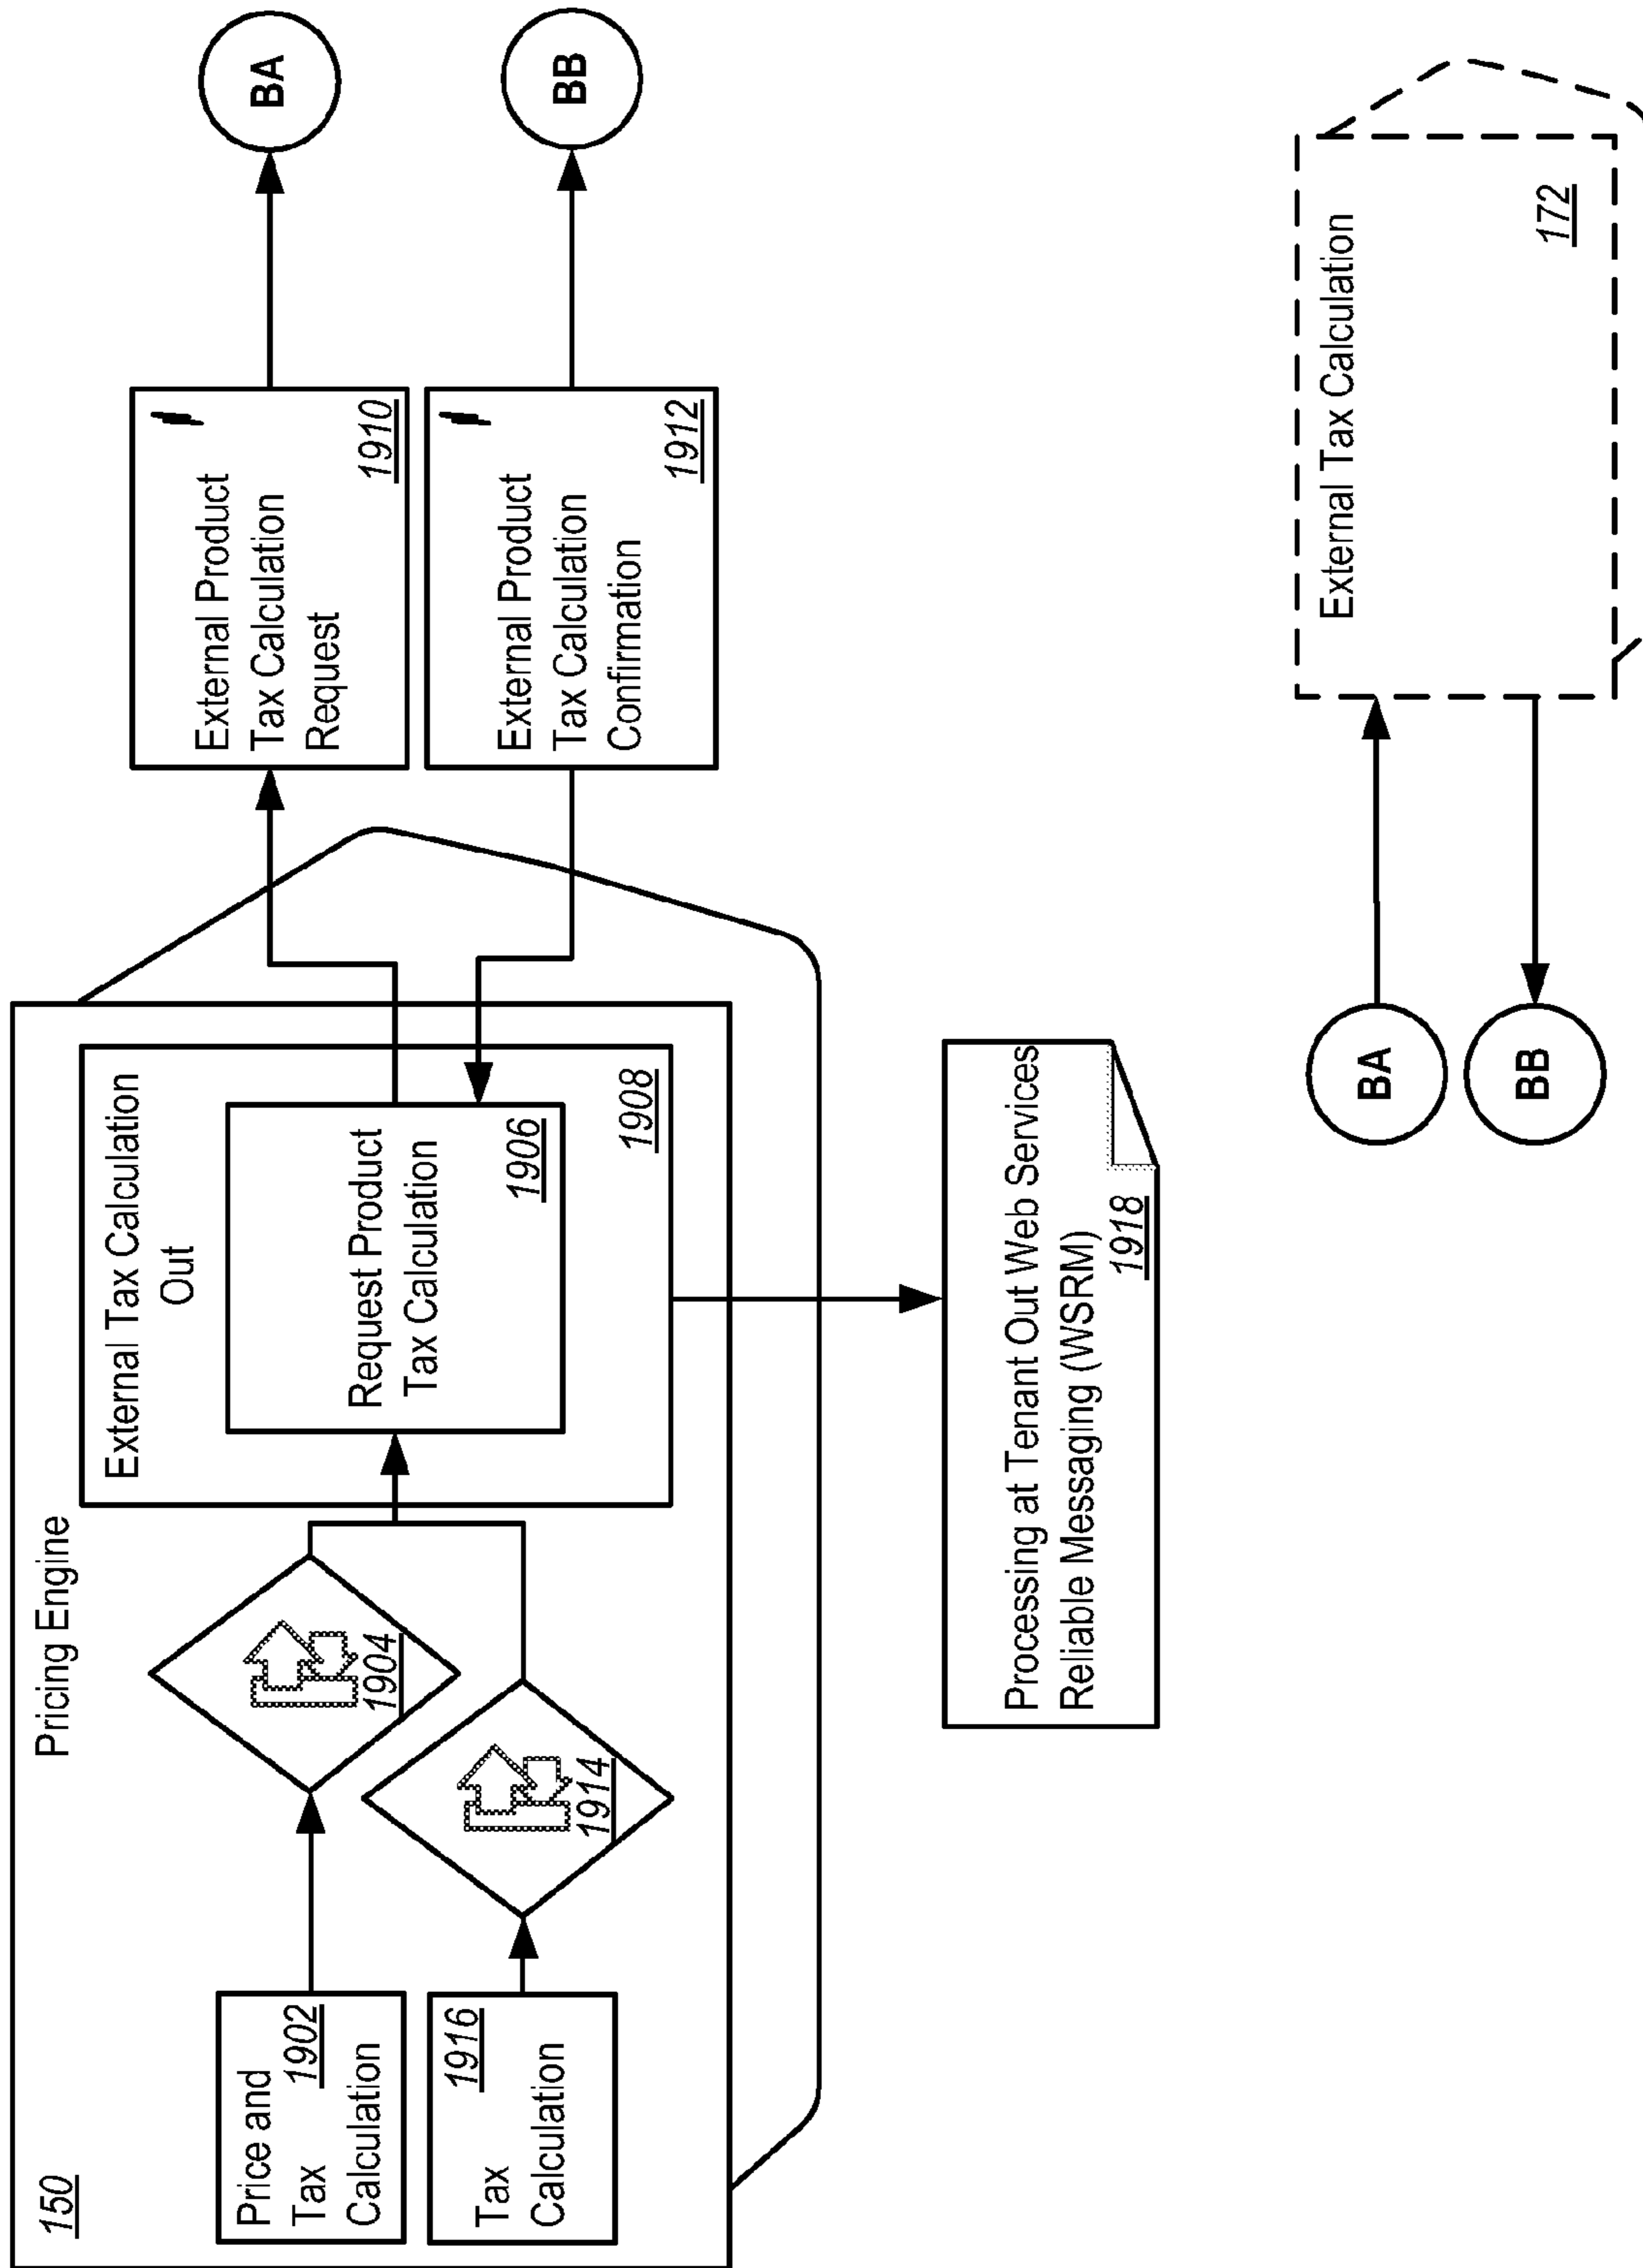 150
Pricing Engine
Price and
Tax 1902
Calculation
1904
Tax 1916
Calculation
1914
External Tax Calculation
Out
Request Product
Tax Calculation
1906
1908
External Product
Tax Calculation
Request
1910
External Product
Tax Calculation
Confirmation
1912
BA
BB
Processing at Tenant Out Web Services
Reliable Messaging (WSRM)
1918
BA
BB
External Tax Calculation
172